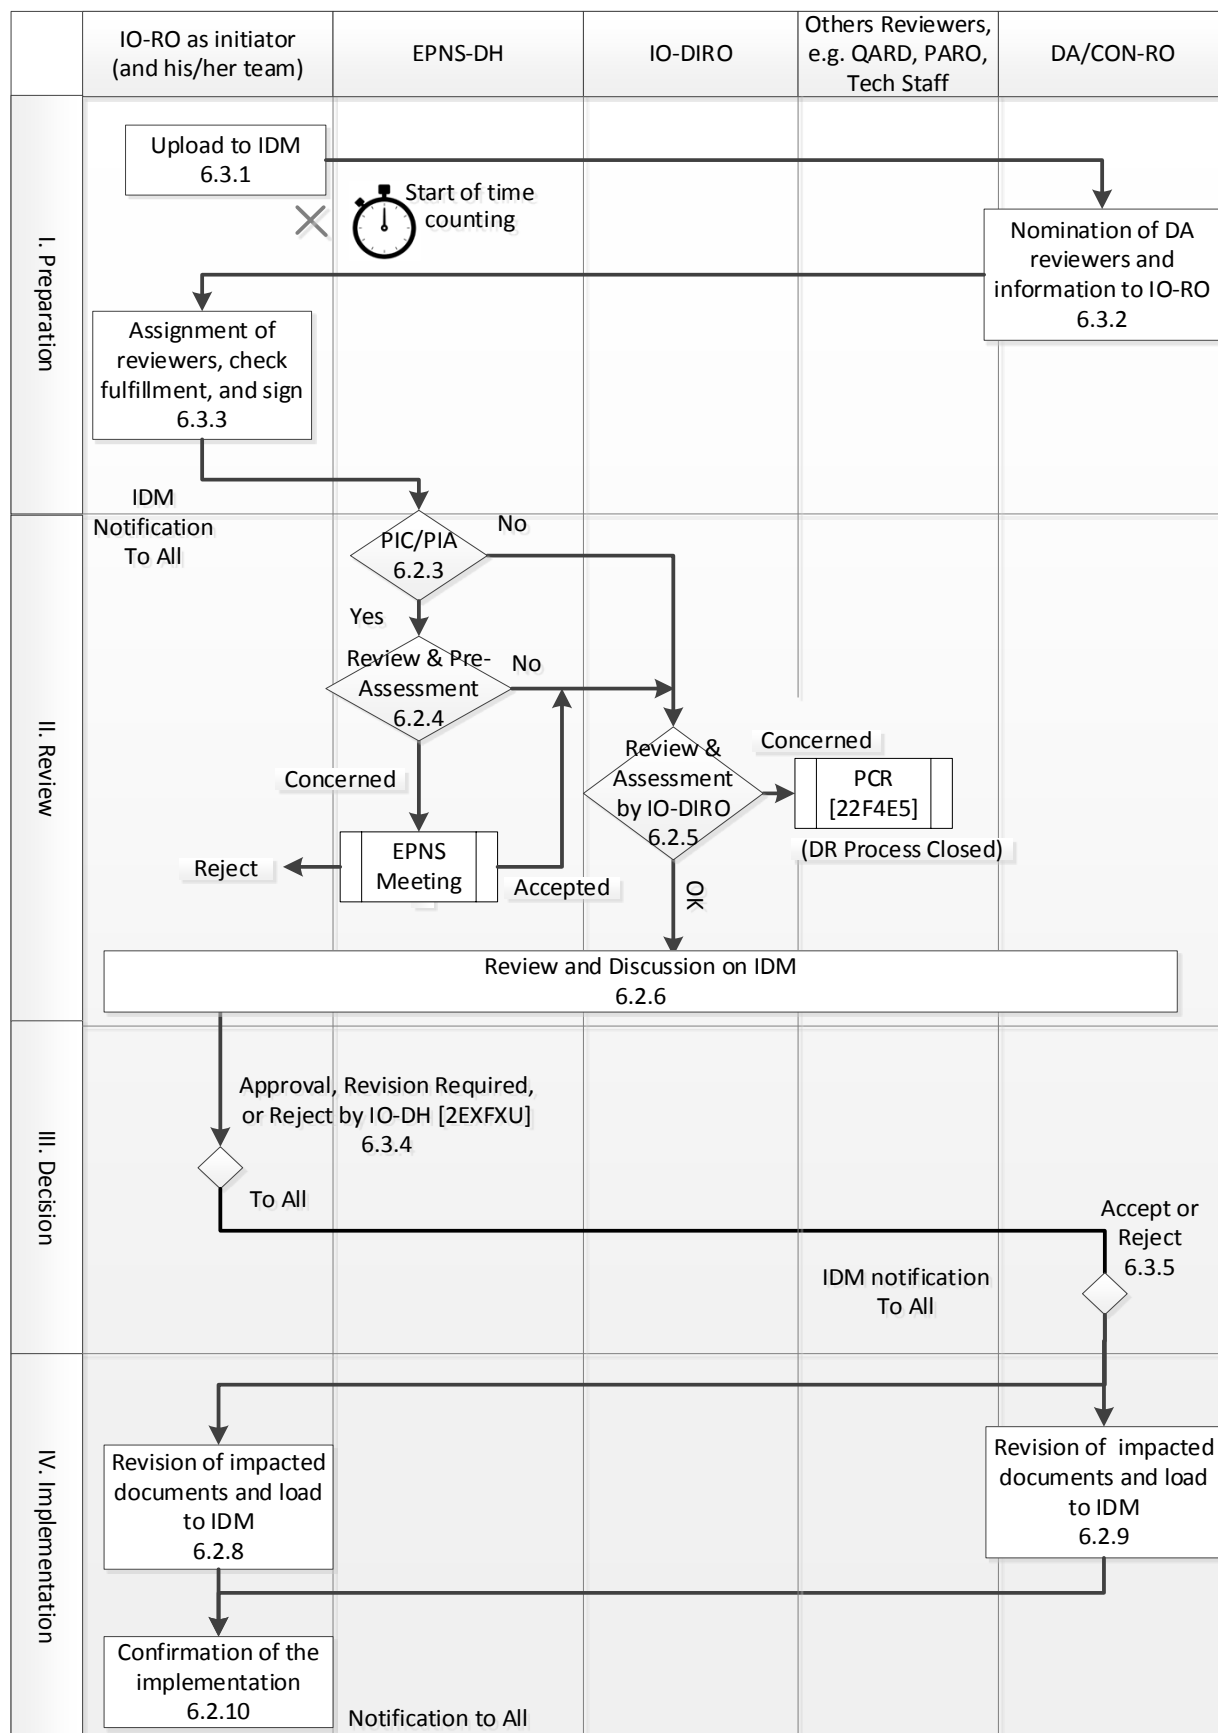 IO-RO as initiator
(and his/her team)
EPNS-DH
IO-DIRO
Others Reviewers,
e.g. QARD, PARO,
Tech Staff
DA/CON-RO
I. Preparation
Upload to IDM
6.3.1
Start of time
counting
Nomination of DA
reviewers and
information to IO-RO
6.3.2
Assignment of
reviewers, check
fulfillment, and sign
6.3.3
IDM
Notification
To All
II. Review
PIC/PIA
6.2.3
No
Yes
Review & Pre-
Assessment
6.2.4
No
Concerned
Review &
Assessment
by IO-DIRO
6.2.5
Concerned
PCR
[22F4E5]
(DR Process Closed)
EPNS
Meeting
Reject
Accepted
OK
Review and Discussion on IDM
6.2.6
III. Decision
Approval, Revision Required,
or Reject by IO-DH [2EXFXU]
6.3.4
To All
Accept or
Reject
6.3.5
IDM notification
To All
IV. Implementation
Revision of impacted
documents and load
to IDM
6.2.8
Revision of  impacted
documents and load
to IDM
6.2.9
Confirmation of the
implementation
6.2.10
Notification to All